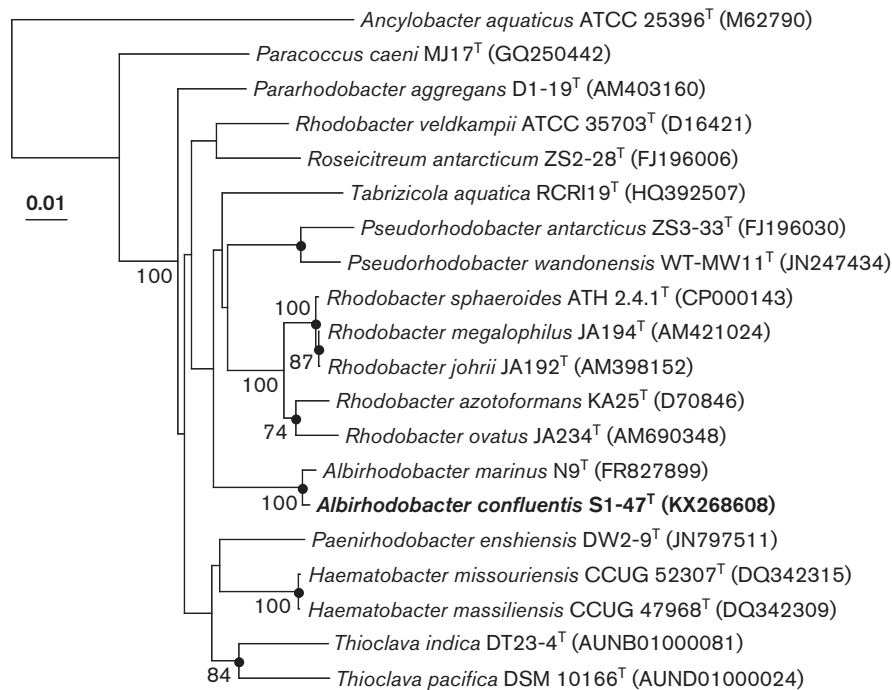 Ancylobacter aquaticus ATCC 25396ᵀ (M62790)
Paracoccus caeni MJ17ᵀ (GQ250442)
Pararhodobacter aggregans D1-19ᵀ (AM403160)
Rhodobacter veldkampii ATCC 35703ᵀ (D16421)
Roseicitreum antarcticum ZS2-28ᵀ (FJ196006)
Tabrizicola aquatica RCRI19ᵀ (HQ392507)
0.01
Pseudorhodobacter antarcticus ZS3-33ᵀ (FJ196030)
Pseudorhodobacter wandonensis WT-MW11ᵀ (JN247434)
100
100 Rhodobacter sphaeroides ATH 2.4.1ᵀ (CP000143)
Rhodobacter megalophilus JA194ᵀ (AM421024)
87 Rhodobacter johrii JA192ᵀ (AM398152)
100
Rhodobacter azotoformans KA25ᵀ (D70846)
74 Rhodobacter ovatus JA234ᵀ (AM690348)
Albirhodobacter marinus N9ᵀ (FR827899)
100 Albirhodobacter confluentis S1-47ᵀ (KX268608)
Paenirhodobacter enshiensis DW2-9ᵀ (JN797511)
Haematobacter missouriensis CCUG 52307ᵀ (DQ342315)
100 Haematobacter massiliensis CCUG 47968ᵀ (DQ342309)
Thioclava indica DT23-4ᵀ (AUNB01000081)
84 Thioclava pacifica DSM 10166ᵀ (AUND01000024)